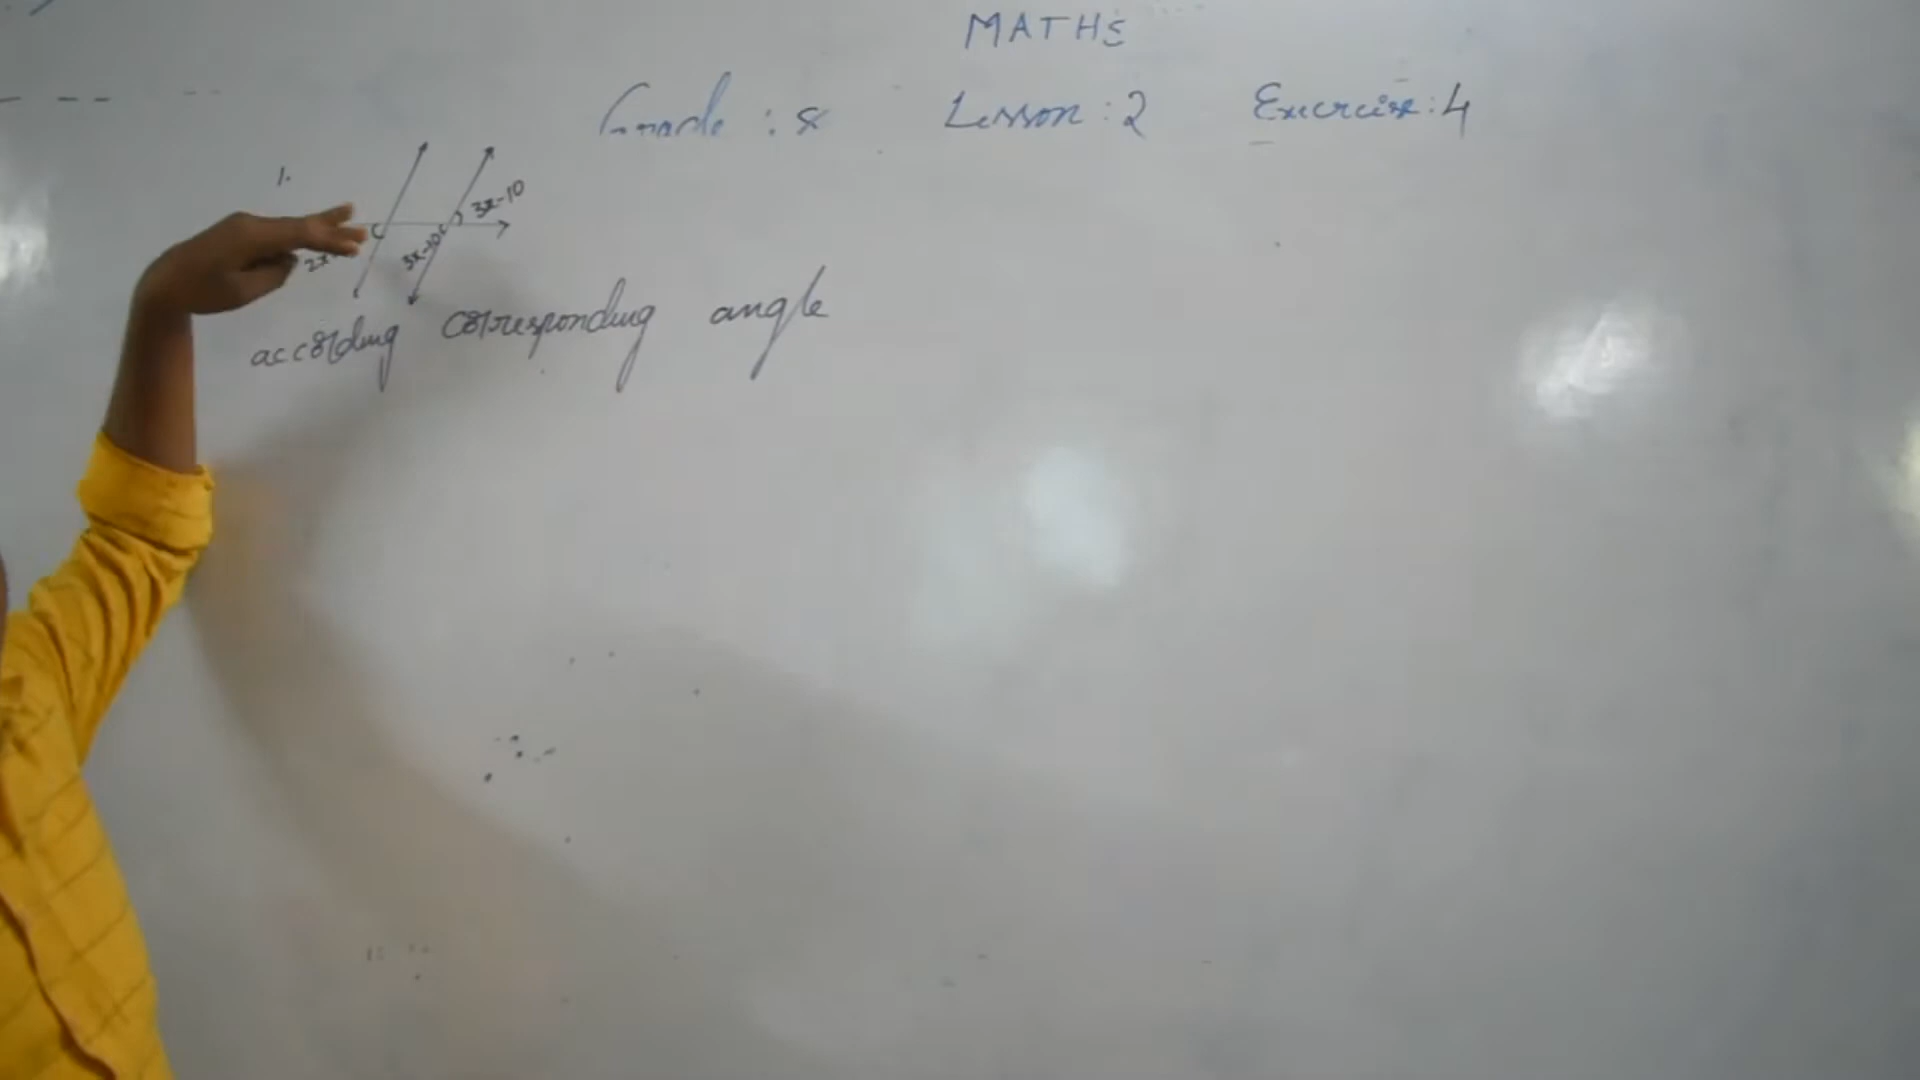 MATHS
Grade : 8 Lesson : 2 Exercise : 4
1.
3x-10
3x-10
according corresponding angle